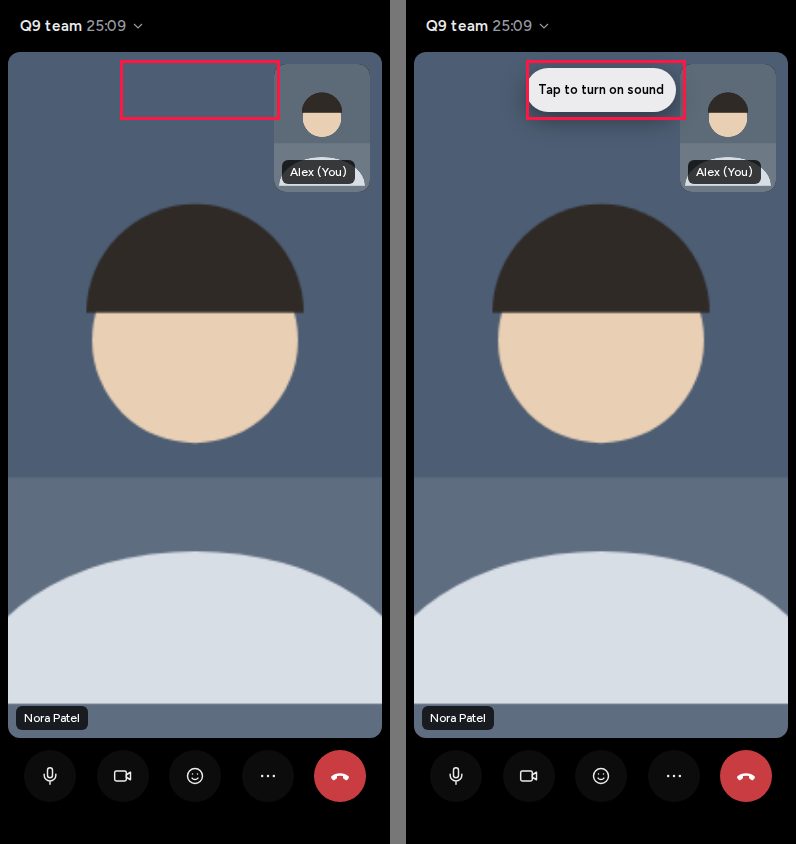 Q9 team 25:09
Alex (You)
Nora Patel
Q9 team 25:09
Tap to turn on sound
Alex (You)
Nora Patel